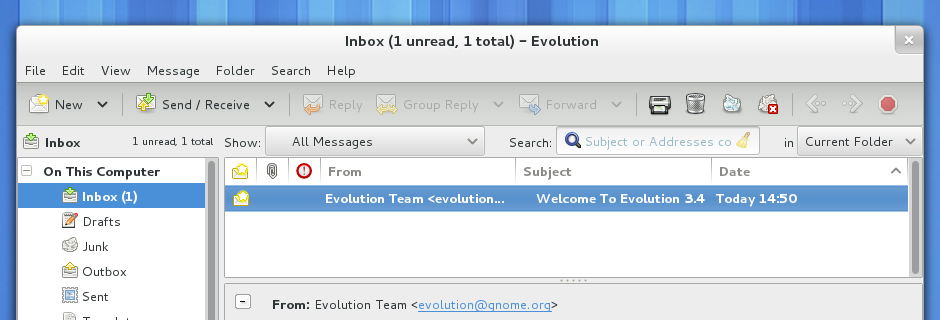 Inbox (1 unread, 1 total) – Evolution
File Edit View Message Folder Search Help
New Send / Receive Reply Group Reply Forward
Inbox 1 unread, 1 total Show: All Messages Search: Subject or Addresses co in Current Folder
On This Computer From Subject Date
Inbox (1) Evolution Team <evolution... Welcome To Evolution 3.4 Today 14:50
Drafts
Junk
Outbox
Sent
From: Evolution Team <evolution@gnome.org>